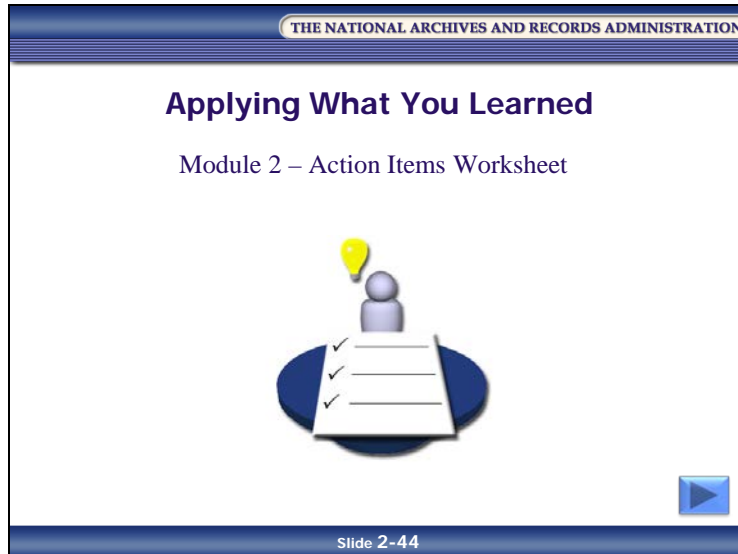 THE NATIONAL ARCHIVES AND RECORDS ADMINISTRATION
Applying What You Learned
Module 2 – Action Items Worksheet
Slide 2-44